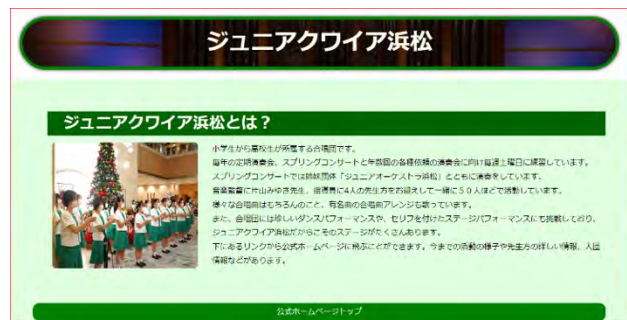 ジュニアクワイア浜松
ジュニアクワイア浜松とは？
小学生から高校生が所属する合唱団です。
毎年の定期演奏会、スプリングコンサートと年数回の各種依頼の演奏会に向け毎週土曜日に練習しています。
スプリングコンサートでは姉妹団体「ジュニアオーケストラ浜松」とともに演奏をしています。
音楽監督に片山みゆき先生、指導員に4人の先生方をお迎えして一緒に５０人ほどで活動しています。
様々な合唱曲はもちろんのこと、有名曲の合唱曲アレンジも歌っています。
また、合唱団には珍しいダンスパフォーマンスや、セリフを付けたステージパフォーマンスにも挑戦しており、
ジュニアクワイア浜松だからこそのステージがたくさんあります。
下にあるリンクから公式ホームページに飛ぶことができます。今までの活動の様子や先生方の詳しい情報、入団
情報などがあります。
公式ホームページトップ